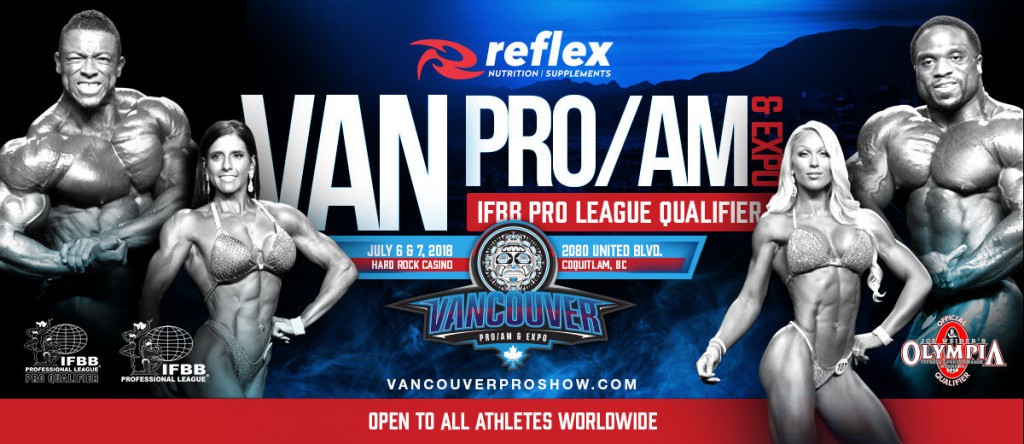 reflex
NUTRITION | SUPPLEMENTS
VAN PRO/AM
& EXPO
IFBB PRO LEAGUE QUALIFIER
JULY 6 & 7, 2018
HARD ROCK CASINO
2080 UNITED BLVD.
COQUITLAM, BC
VANCOUVER
PRO/AM & EXPO
IFBB
PROFESSIONAL LEAGUE
PRO QUALIFIER
IFBB
PROFESSIONAL LEAGUE
OFFICIAL
JOE WEIDER'S
OLYMPIA
QUALIFIER
VANCOUVERPROSHOW.COM
OPEN TO ALL ATHLETES WORLDWIDE